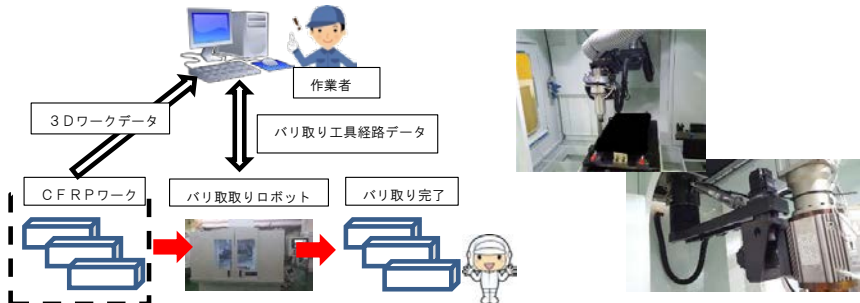 作業者
3Dワークデータ
バリ取り工具経路データ
CFRPワーク
バリ取取りロボット
バリ取り完了